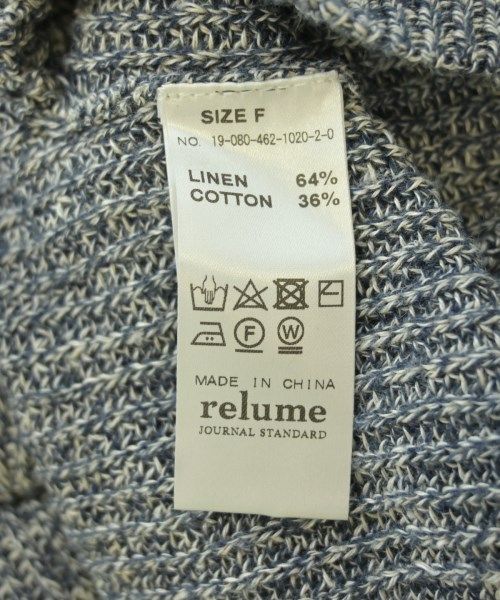 SIZE F
NO. 19-080-462-1020-2-0
LINEN 64%
COTTON 36%
F W
MADE IN CHINA
relume
JOURNAL STANDARD